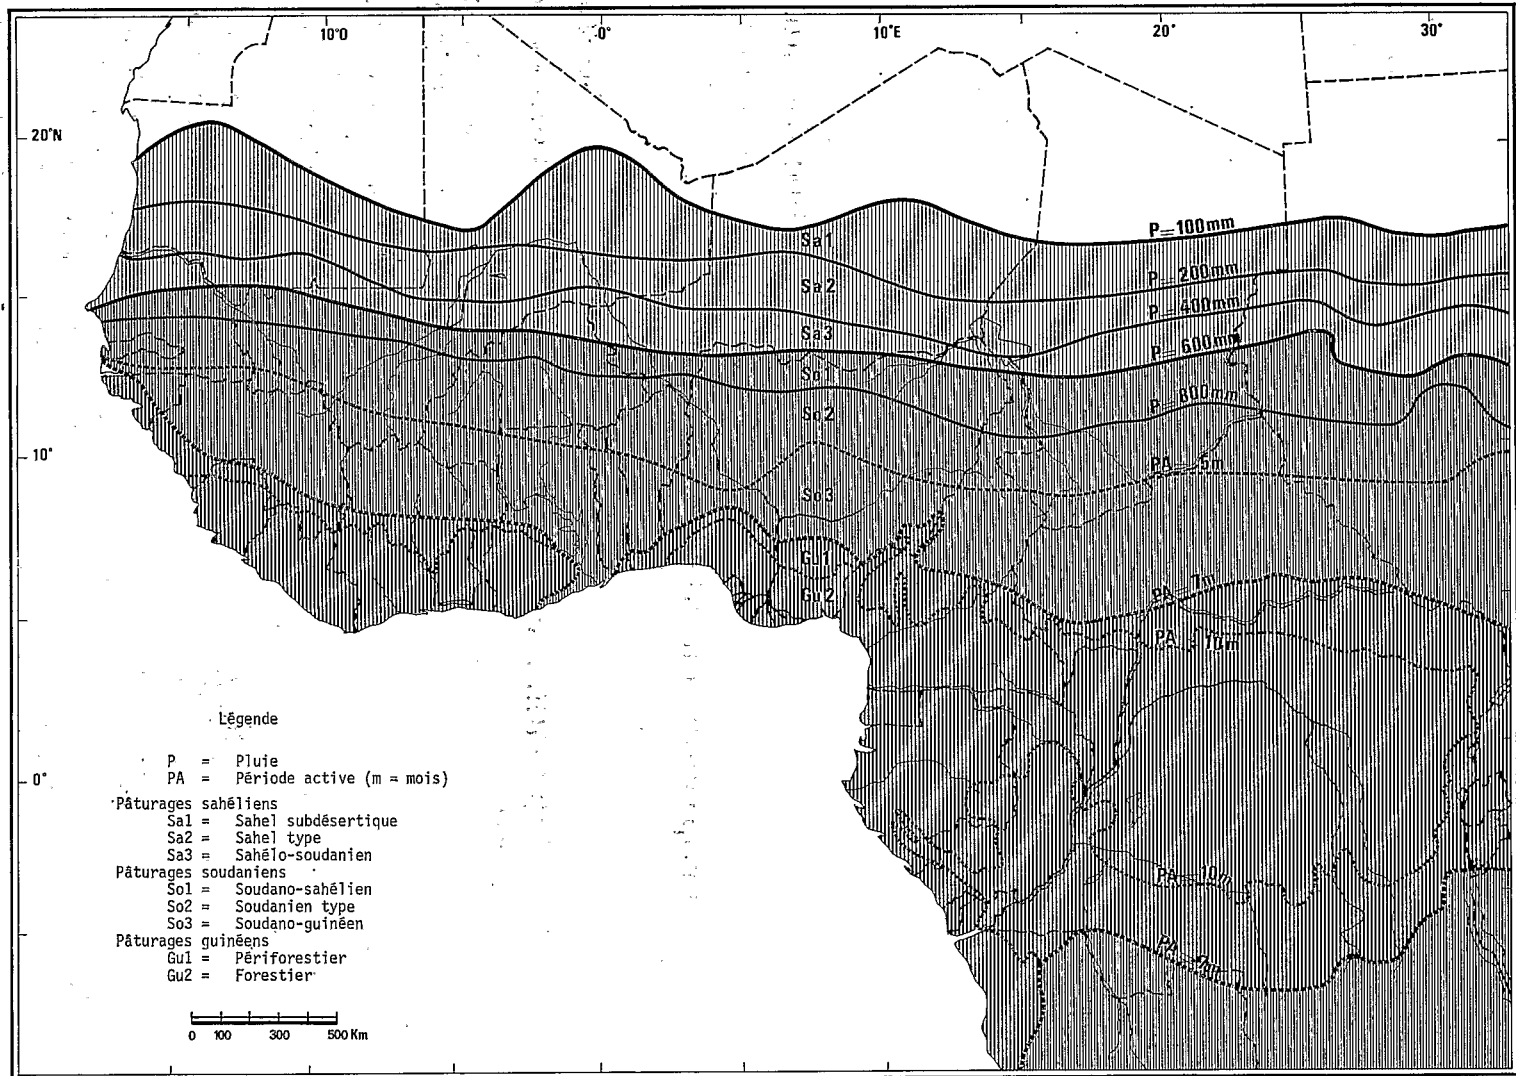 10°O 0° 10°E 20° 30°
20°N
P=100mm
Sa1
P=200mm
Sa2
P=400mm
Sa3
P=600mm
So
P=800mm
So2
10°
PA 5m
So3
Gu1
PA 7m
Gu2
PA 10m
Légende
P = Pluie
0°
PA = Période active (m = mois)
Pâturages sahéliens
Sa1 = Sahel subdésertique
Sa2 = Sahel type
Sa3 = Sahélo-soudanien
Pâturages soudaniens
So1 = Soudano-sahélien
PA=10m
So2 = Soudanien type
So3 = Soudano-guinéen
Pâturages guinéens
PA
Gu1 = Périforestier
Gu2 = Forestier
0 100 300 500 Km